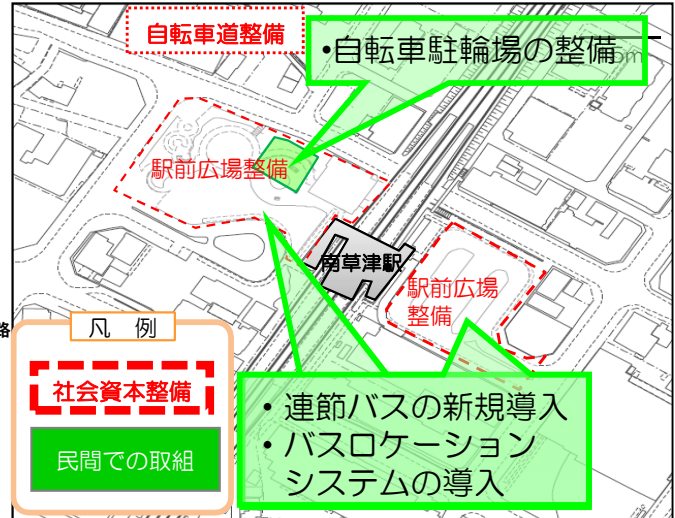 自転車道整備
•自転車駐輪場の整備
m
駅前広場整備
南草津駅
駅前広場
整備
路
凡 例
社会資本整備
民間での取組
• 連節バスの新規導入
• バスロケーション
システムの導入